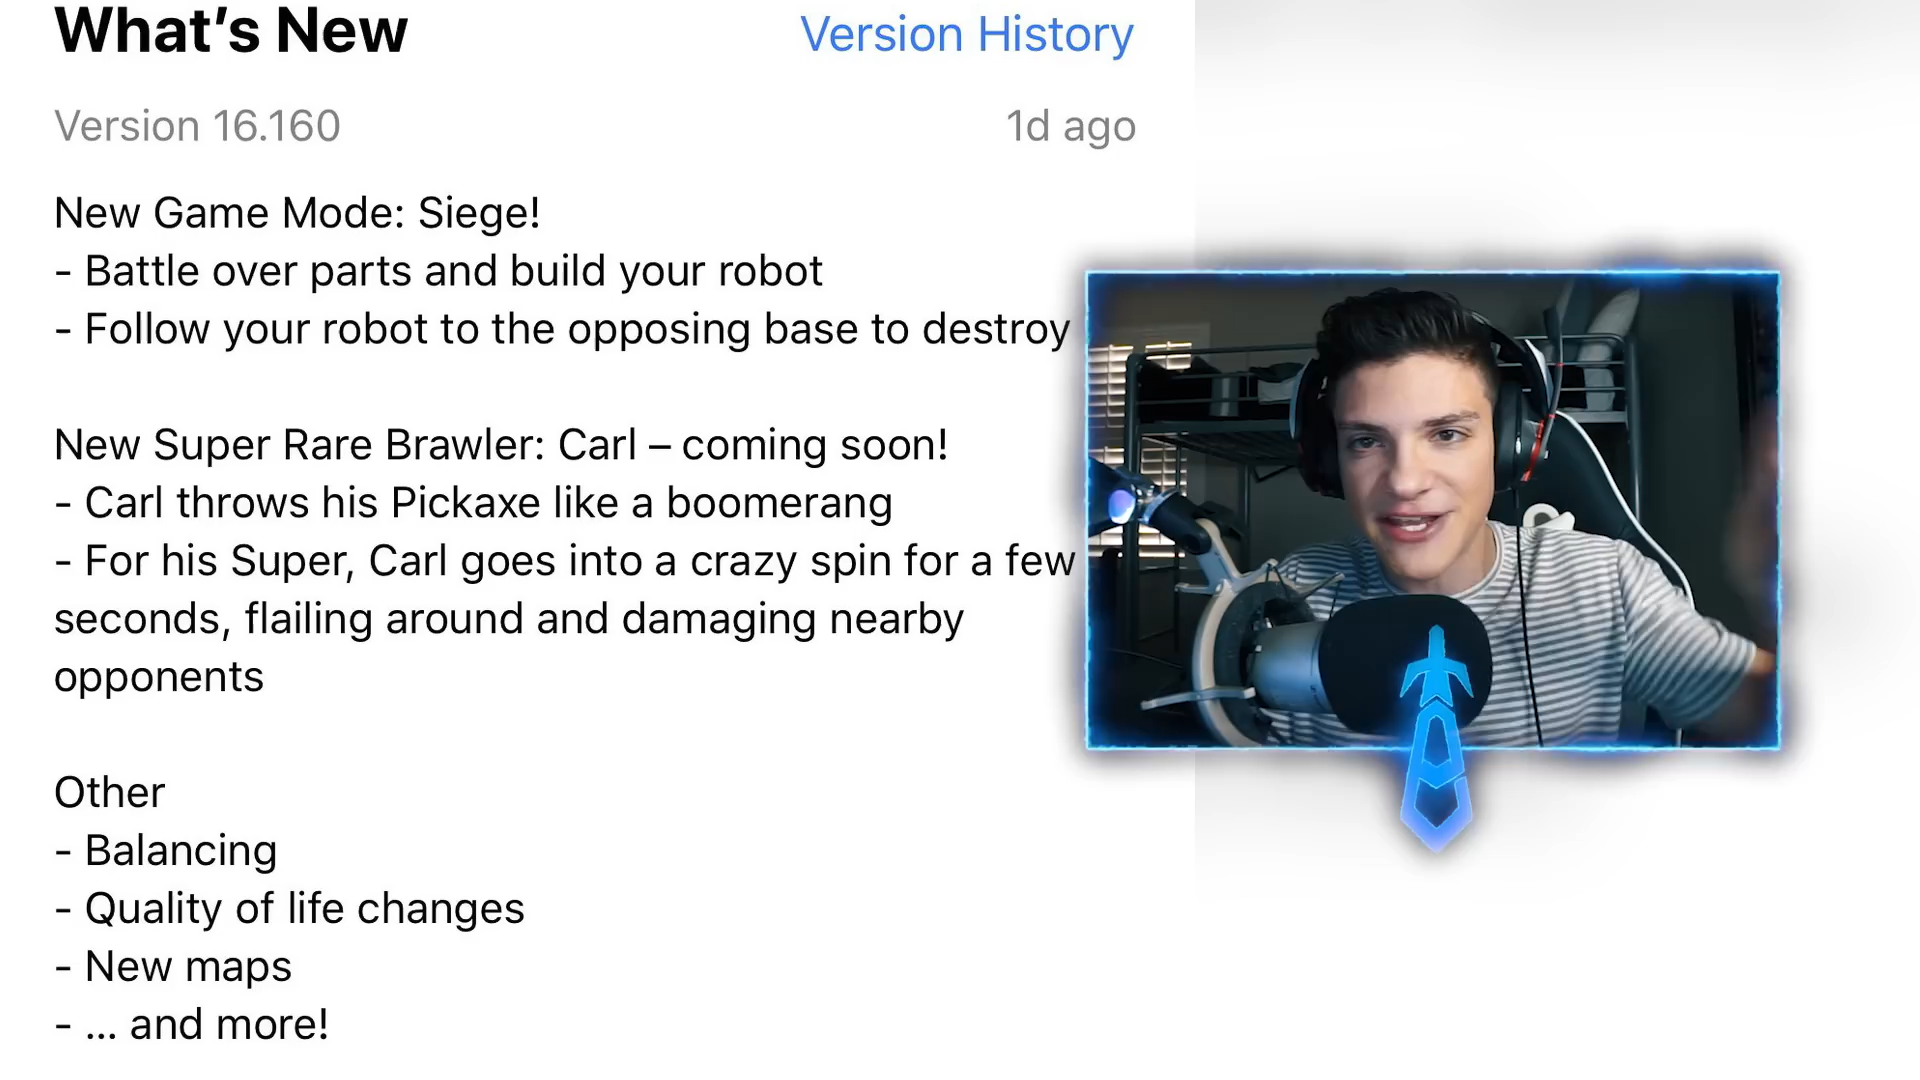 What's New
Version History
Version 16.160
1d ago
New Game Mode: Siege!
- Battle over parts and build your robot
- Follow your robot to the opposing base to destroy
New Super Rare Brawler: Carl – coming soon!
- Carl throws his Pickaxe like a boomerang
- For his Super, Carl goes into a crazy spin for a few
seconds, flailing around and damaging nearby
opponents
Other
- Balancing
- Quality of life changes
- New maps
- ... and more!